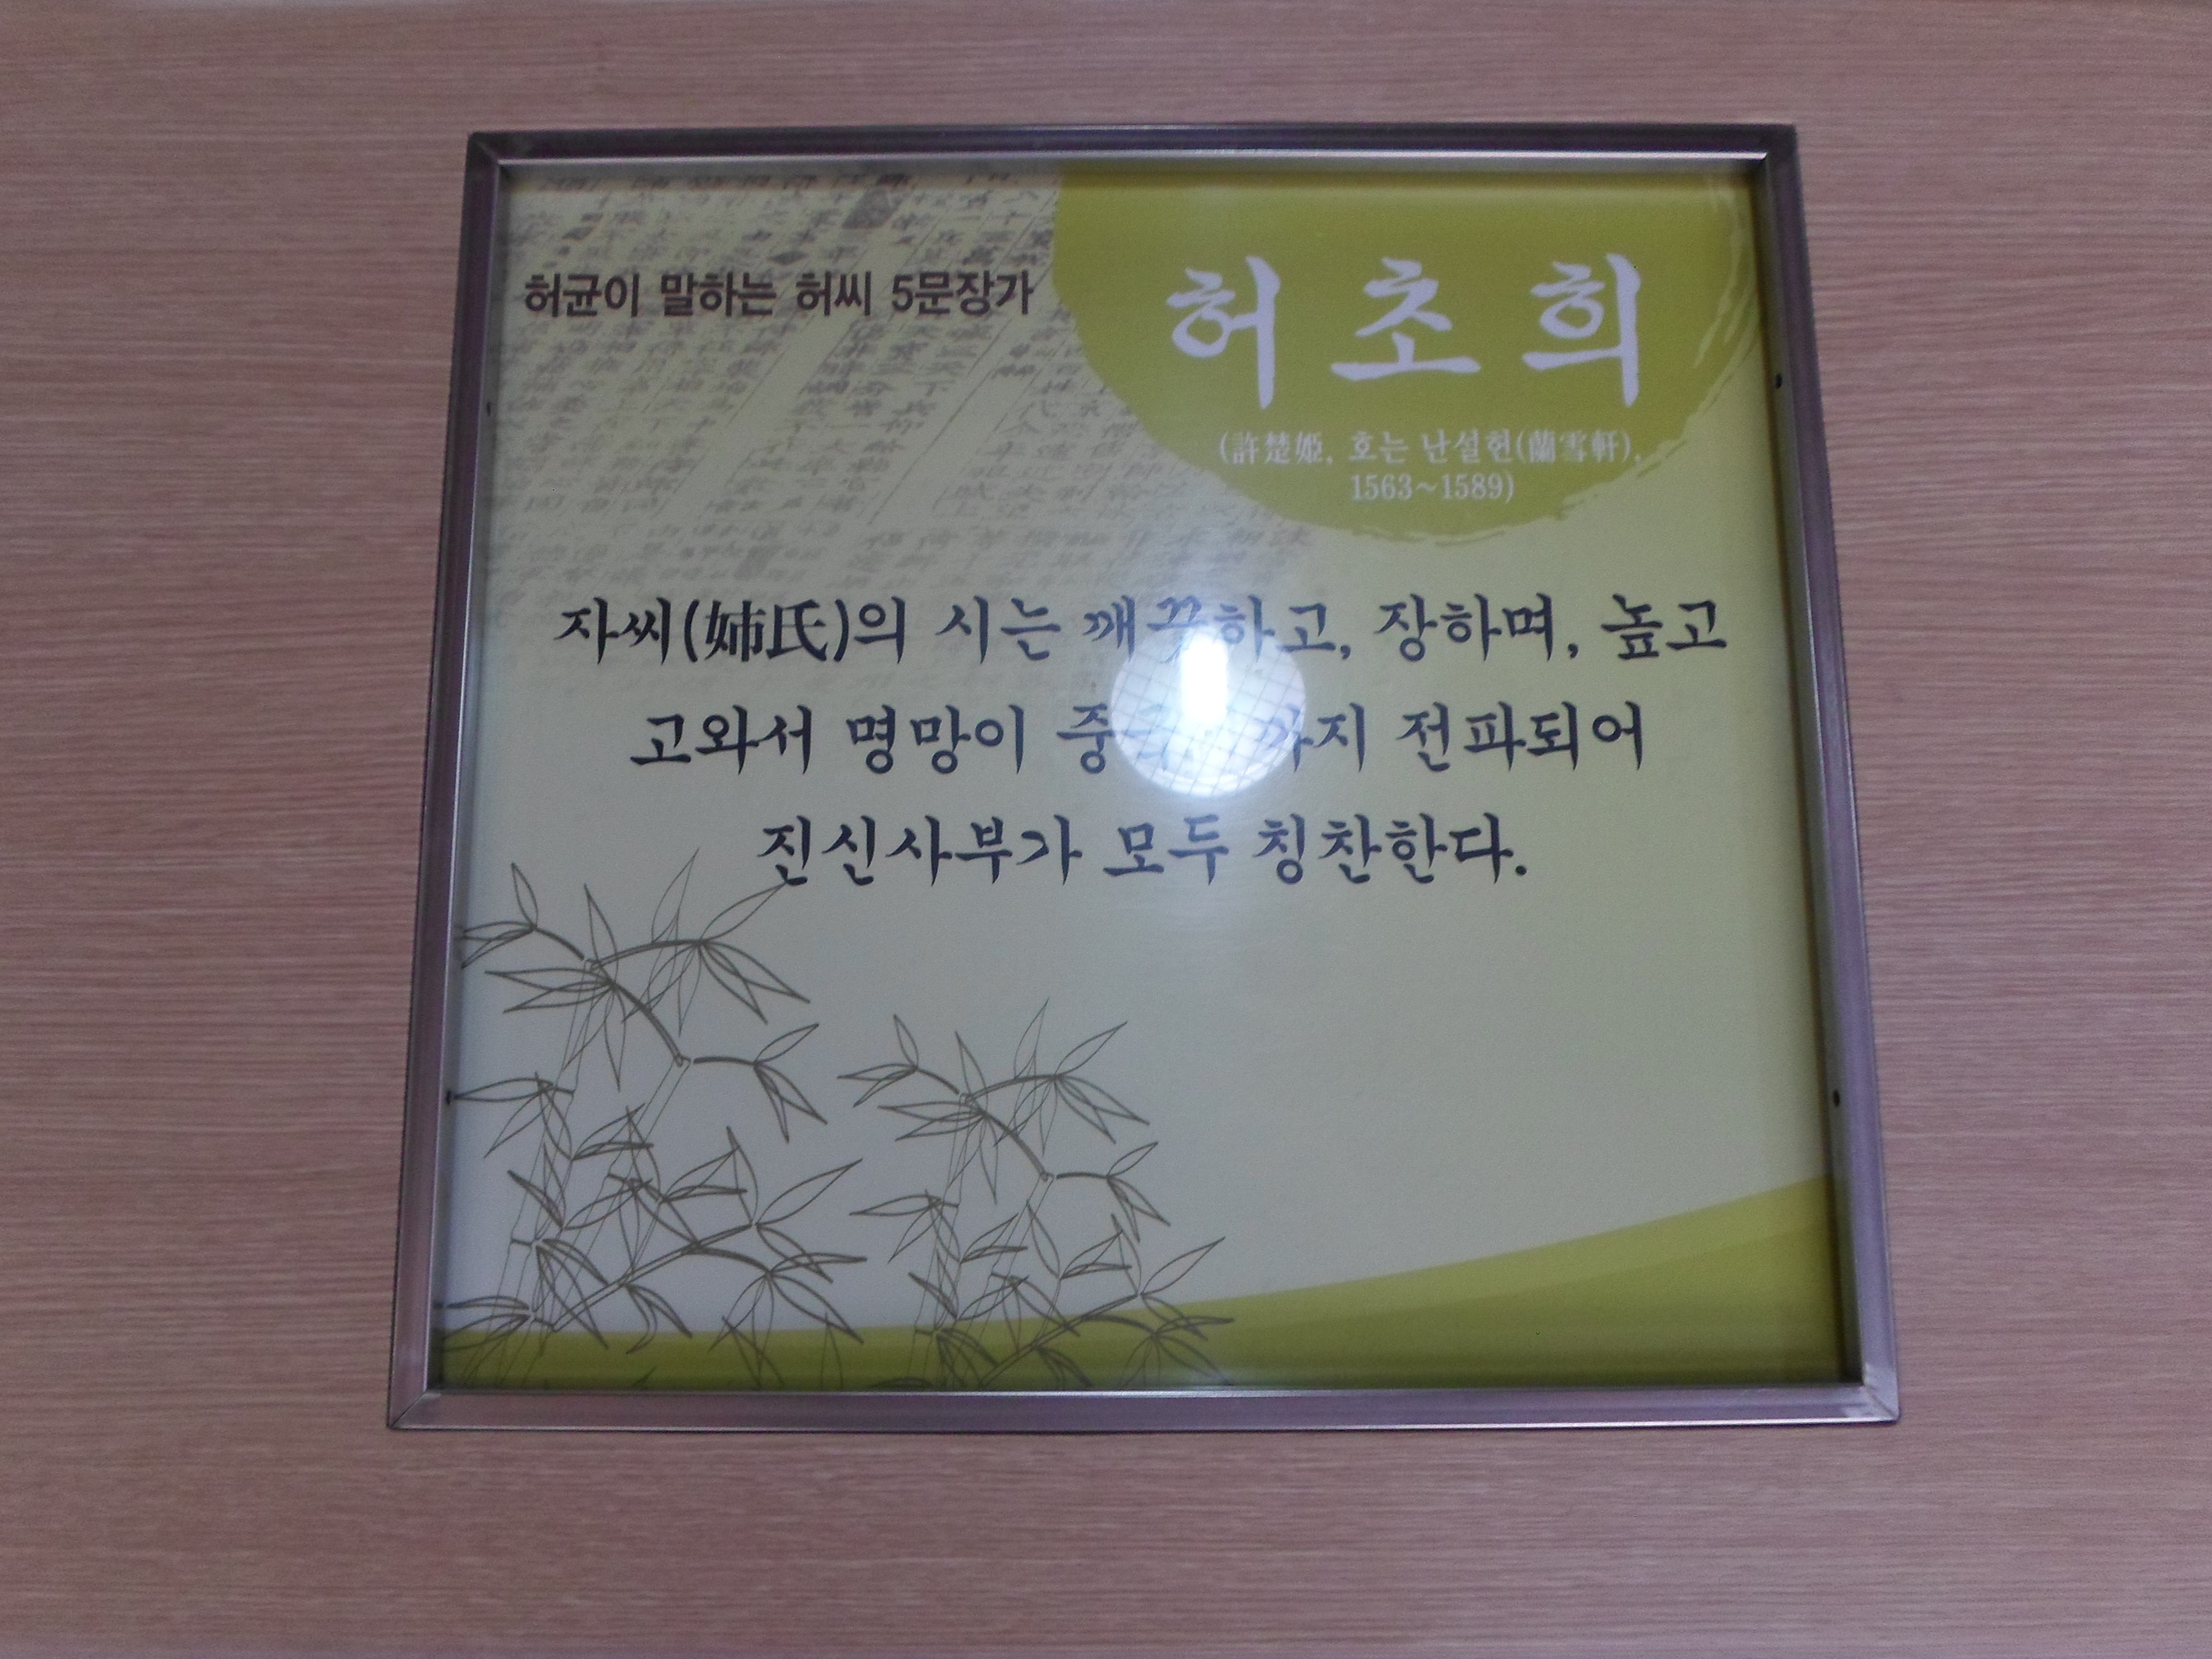 허균이 말하는 허씨 5문장가
허초희
(許楚姬, 호는 난설헌(蘭雪軒),
1563~1589)
자씨(姉氏)의 시는 깨끗하고, 장하며, 높고
고와서 명망이 전파되어
진신사부가 모두 칭찬한다.